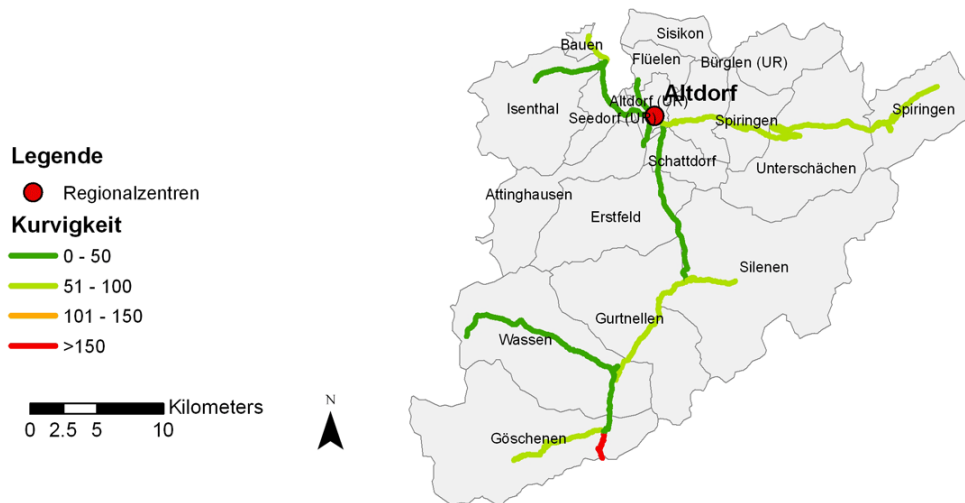 Sisikon
Bauen
Flüelen
Bürglen (UR)
Altdorf
Isenthal
Altdorf (UR)
Spiringen
Seedorf (UR)
Spiringen
Legende
Schattdorf
Unterschächen
Regionalzentren
Attinghausen
Kurvigkeit
Erstfeld
0 - 50
Silenen
51 - 100
101 - 150
Gurtnellen
Wassen
>150
N
Kilometers
0 2.5 5 10
Göschenen